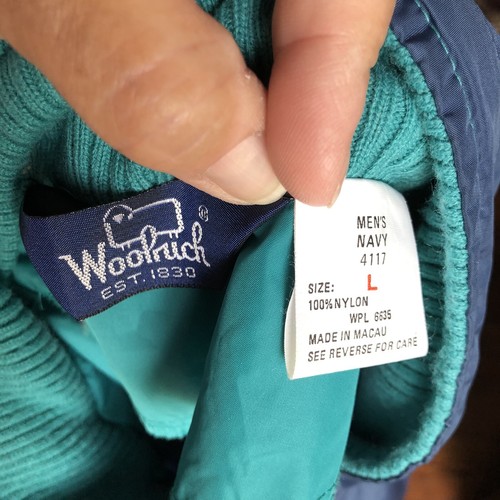 Woolrich
®
EST. 1830
MEN'S
NAVY
4117
SIZE: L
100% NYLON
WPL 6635
MADE IN MACAU
SEE REVERSE FOR CARE